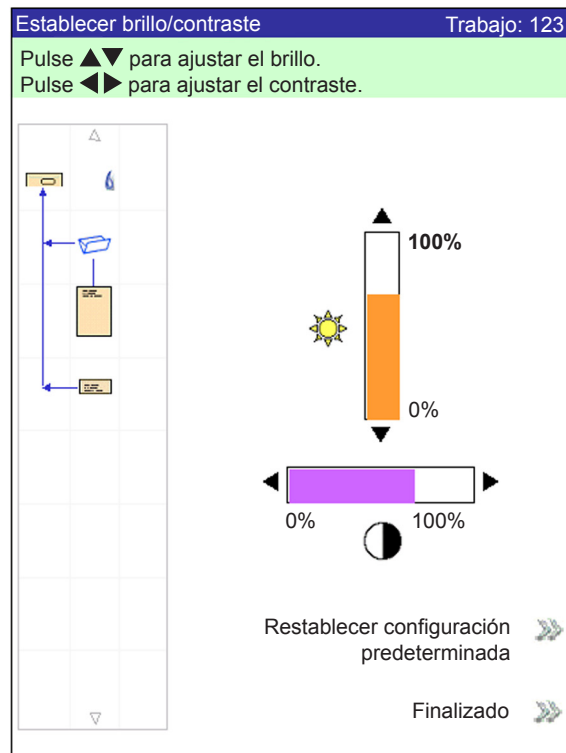 Establecer brillo/contraste Trabajo: 123
Pulse ▲▼ para ajustar el brillo.
Pulse ◀▶ para ajustar el contraste.
100%
0%
0% 100%
Restablecer configuración
predeterminada
Finalizado